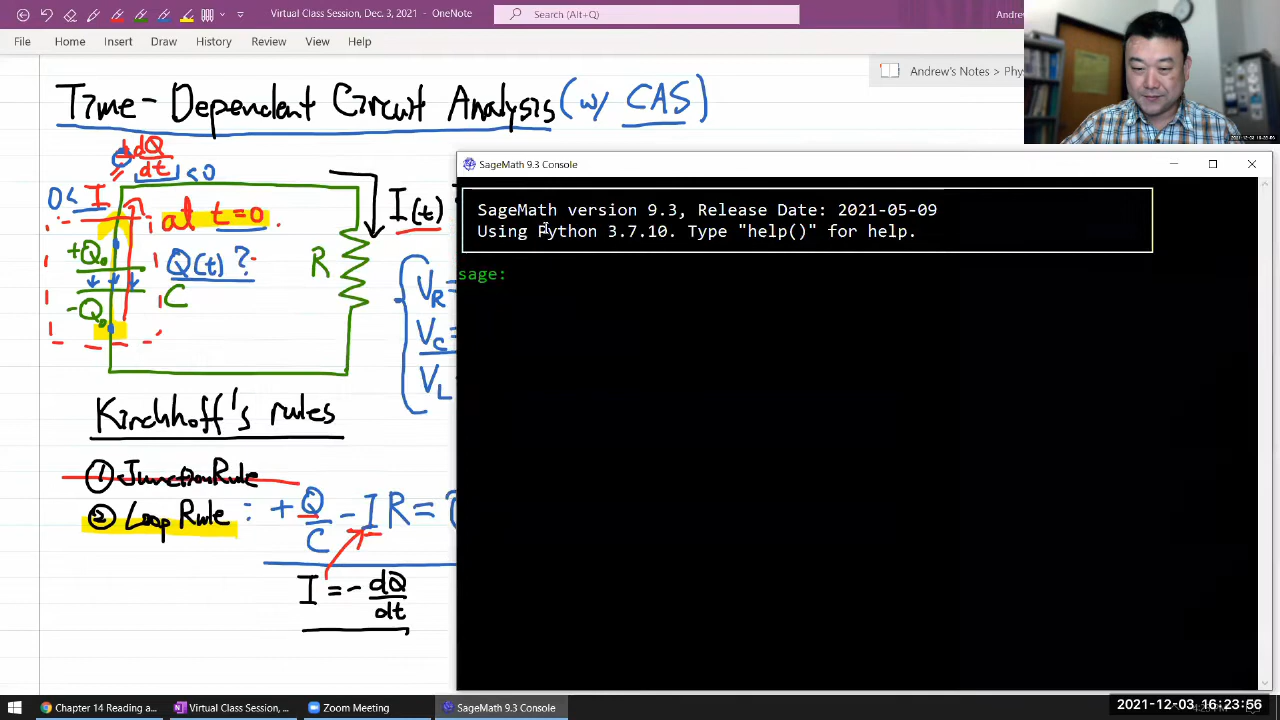 Virtual Class Session, Dec. 3, 2021 - OneNote
Search (Alt+Q)
Andrew
File Home Insert Draw History Review View Help
Andrew's Notes > Phy
Time-Dependent Circuit Analysis (w/ CAS)
dQ/dt < 0
0 < I
at t=0
+Q₀
Q(t)?
C
-Q₀
R
I(t)
V_R =
V_C =
V_L
SageMath 9.3 Console
SageMath version 9.3, Release Date: 2021-05-09
Using Python 3.7.10. Type "help()" for help.
sage:
Kirchhoff's rules
① Junction Rule
② Loop Rule : + Q/C - IR =
I = - dQ/dt
Chapter 14 Reading a...
Virtual Class Session,...
Zoom Meeting
SageMath 9.3 Console
2021-12-03 16:23:56